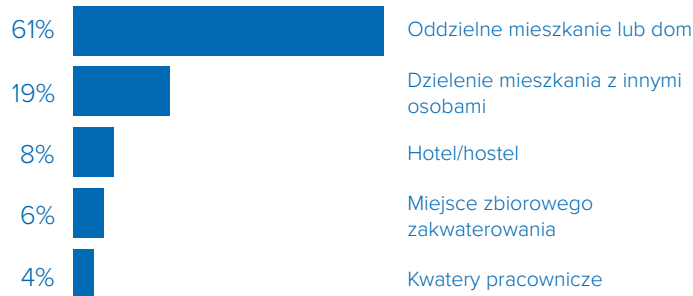 61% Oddzielne mieszkanie lub dom
19% Dzielenie mieszkania z innymi
osobami
8% Hotel/hostel
6% Miejsce zbiorowego
zakwaterowania
4% Kwatery pracownicze